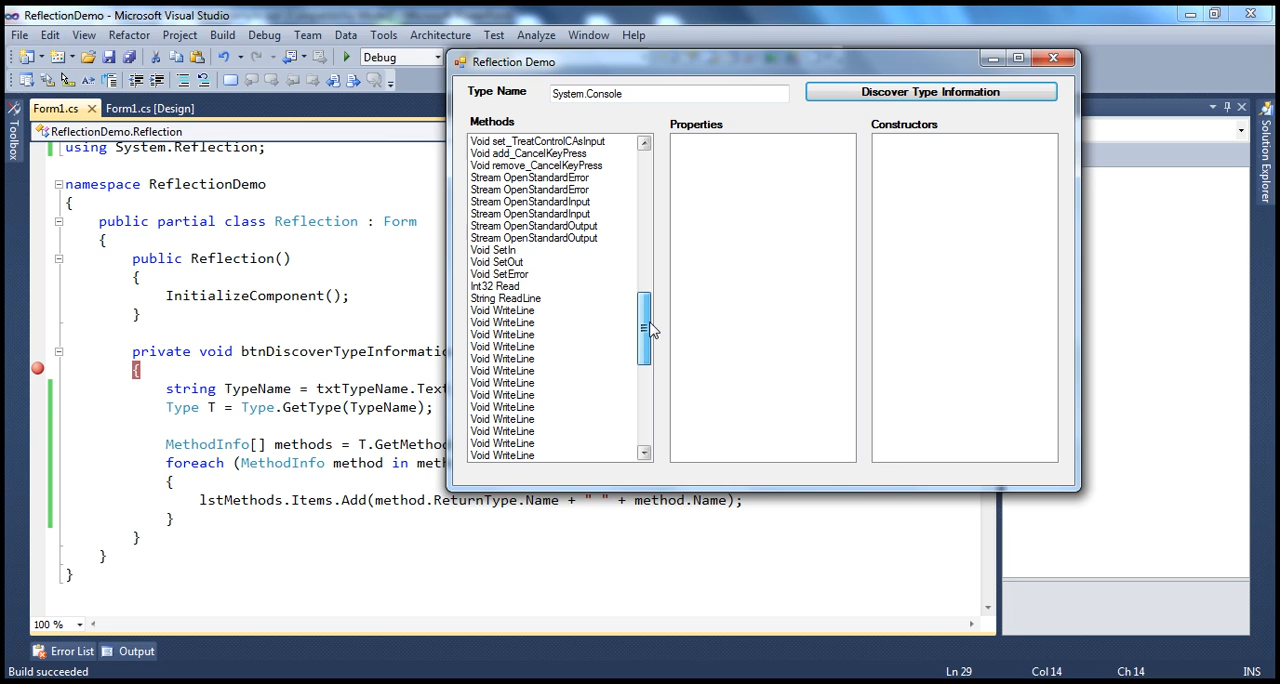 ReflectionDemo - Microsoft Visual Studio
File Edit View Refactor Project Build Debug Team Data Tools Architecture Test Analyze Window Help
Debug
Form1.cs Form1.cs [Design]
ReflectionDemo.Reflection
Toolbox
Solution Explorer
using System.Reflection;
namespace ReflectionDemo
{
public partial class Reflection : Form
{
public Reflection()
{
InitializeComponent();
}
private void btnDiscoverTypeInformatio
{
string TypeName = txtTypeName.Text
Type T = Type.GetType(TypeName);
MethodInfo[] methods = T.GetMetho
foreach (MethodInfo method in met
{
lstMethods.Items.Add(method.ReturnType.Name + " " + method.Name);
}
}
}
}
Reflection Demo
Type Name System.Console Discover Type Information
Methods Properties Constructors
Void set_TreatControlCAsInput
Void add_CancelKeyPress
Void remove_CancelKeyPress
Stream OpenStandardError
Stream OpenStandardError
Stream OpenStandardInput
Stream OpenStandardInput
Stream OpenStandardOutput
Stream OpenStandardOutput
Void SetIn
Void SetOut
Void SetError
Int32 Read
String ReadLine
Void WriteLine
Void WriteLine
Void WriteLine
Void WriteLine
Void WriteLine
Void WriteLine
Void WriteLine
Void WriteLine
Void WriteLine
Void WriteLine
Void WriteLine
Void WriteLine
Void WriteLine
100 %
Error List Output
Build succeeded Ln 29 Col 14 Ch 14 INS